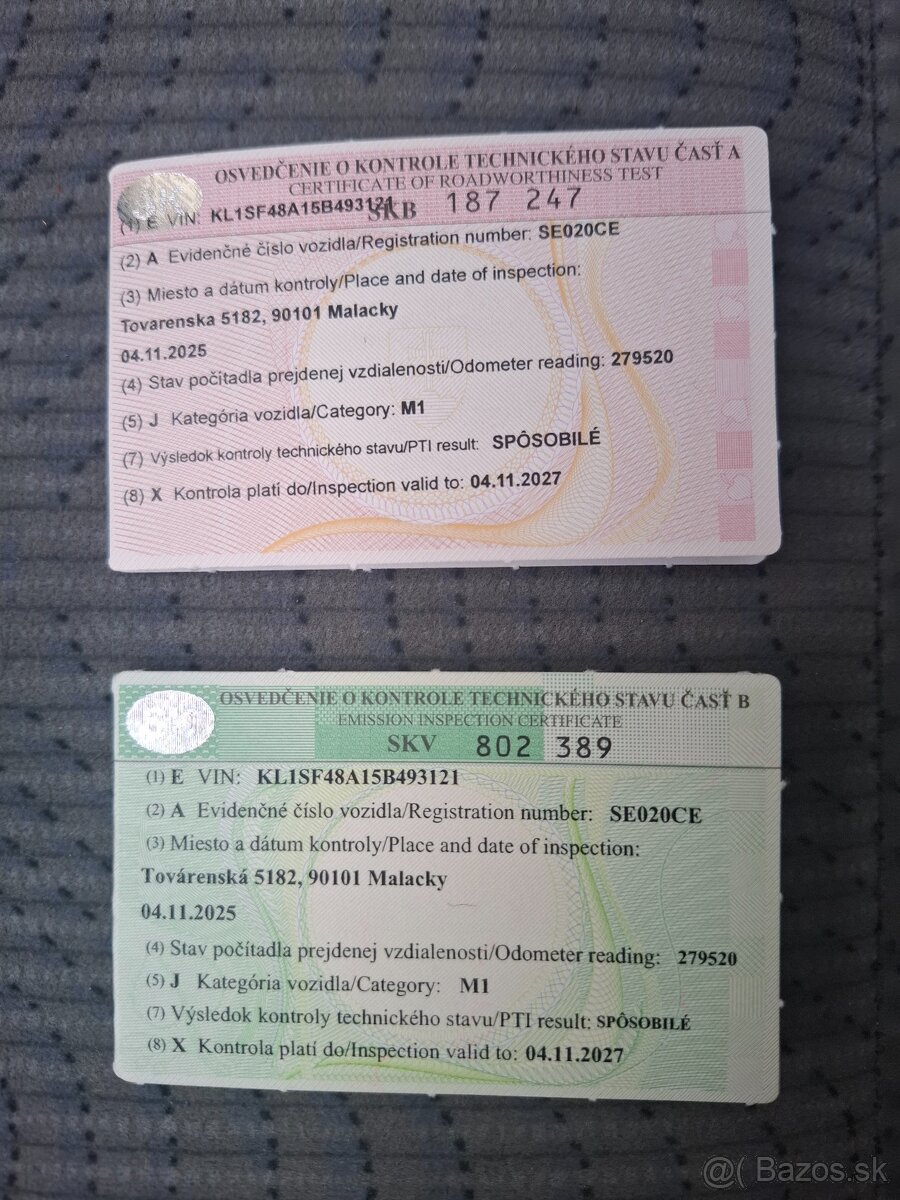 OSVEDČENIE O KONTROLE TECHNICKÉHO STAVU ČASŤ A
CERTIFICATE OF ROADWORTHINESS TEST
SKB 187 247
(1) E VIN: KL1SF48A15B493121
(2) A Evidenčné číslo vozidla/Registration number: SE020CE
(3) Miesto a dátum kontroly/Place and date of inspection:
Tovarenska 5182, 90101 Malacky
04.11.2025
(4) Stav počítadla prejdenej vzdialenosti/Odometer reading: 279520
(5) J Kategória vozidla/Category: M1
(7) Výsledok kontroly technického stavu/PTI result: SPÔSOBILÉ
(8) X Kontrola platí do/Inspection valid to: 04.11.2027
OSVEDČENIE O KONTROLE TECHNICKÉHO STAVU ČASŤ B
EMISSION INSPECTION CERTIFICATE
SKV 802 389
(1) E VIN: KL1SF48A15B493121
(2) A Evidenčné číslo vozidla/Registration number: SE020CE
(3) Miesto a dátum kontroly/Place and date of inspection:
Továrenská 5182, 90101 Malacky
04.11.2025
(4) Stav počítadla prejdenej vzdialenosti/Odometer reading: 279520
(5) J Kategória vozidla/Category: M1
(7) Výsledok kontroly technického stavu/PTI result: SPÔSOBILÉ
(8) X Kontrola platí do/Inspection valid to: 04.11.2027
@( Bazos.sk